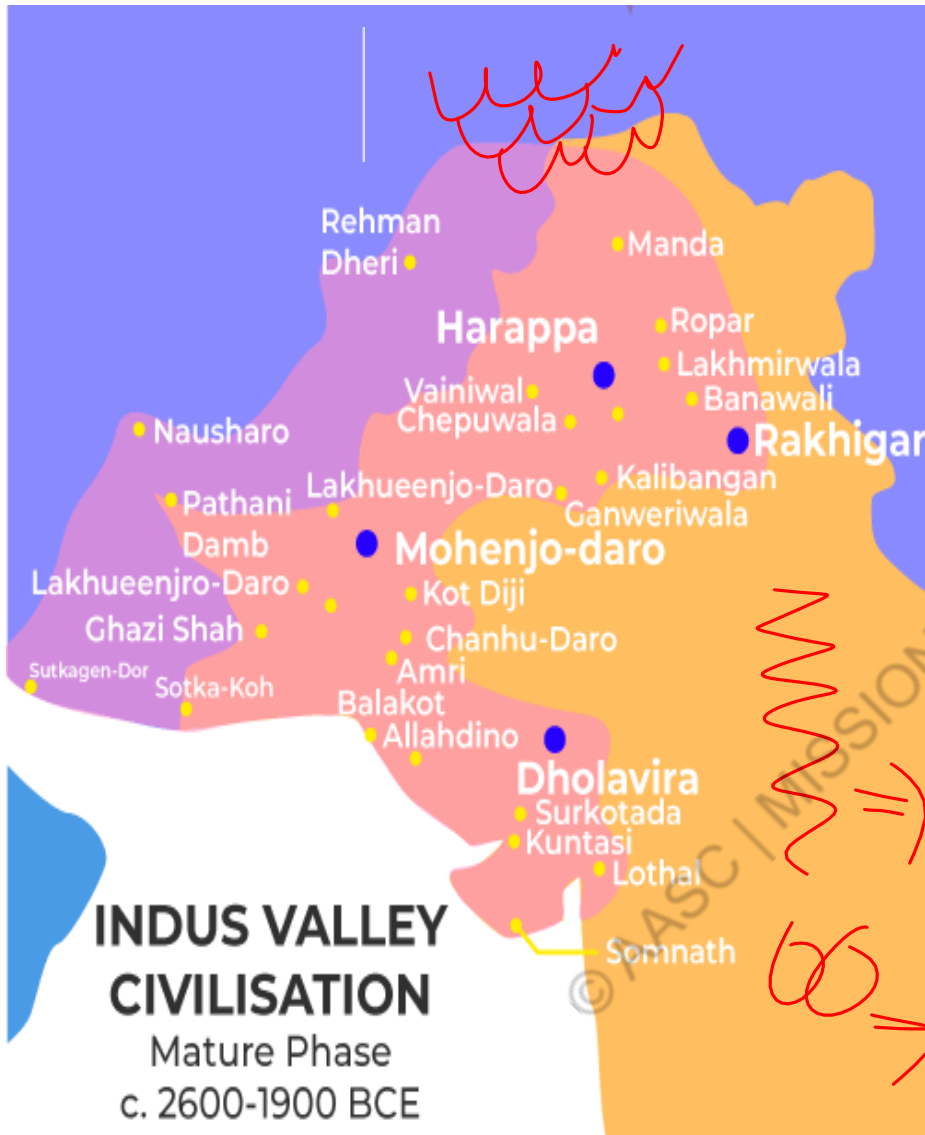 Rehman
Dheri
Manda
Harappa
Ropar
Lakhmirwala
Vainiwal
Banawali
Chepuwala
Nausharo
Rakhigar
Kalibangan
Lakhueenjo-Daro
Pathani
Damb
Ganweriwala
Mohenjo-daro
Lakhueenjro-Daro
Kot Diji
Ghazi Shah
Chanhu-Daro
Sutkagen-Dor
Amri
Sotka-Koh
Balakot
Allahdino
Dholavira
Surkotada
Kuntasi
Lothal
Somnath
INDUS VALLEY
CIVILISATION
Mature Phase
c. 2600-1900 BCE
© AASC | MISSION